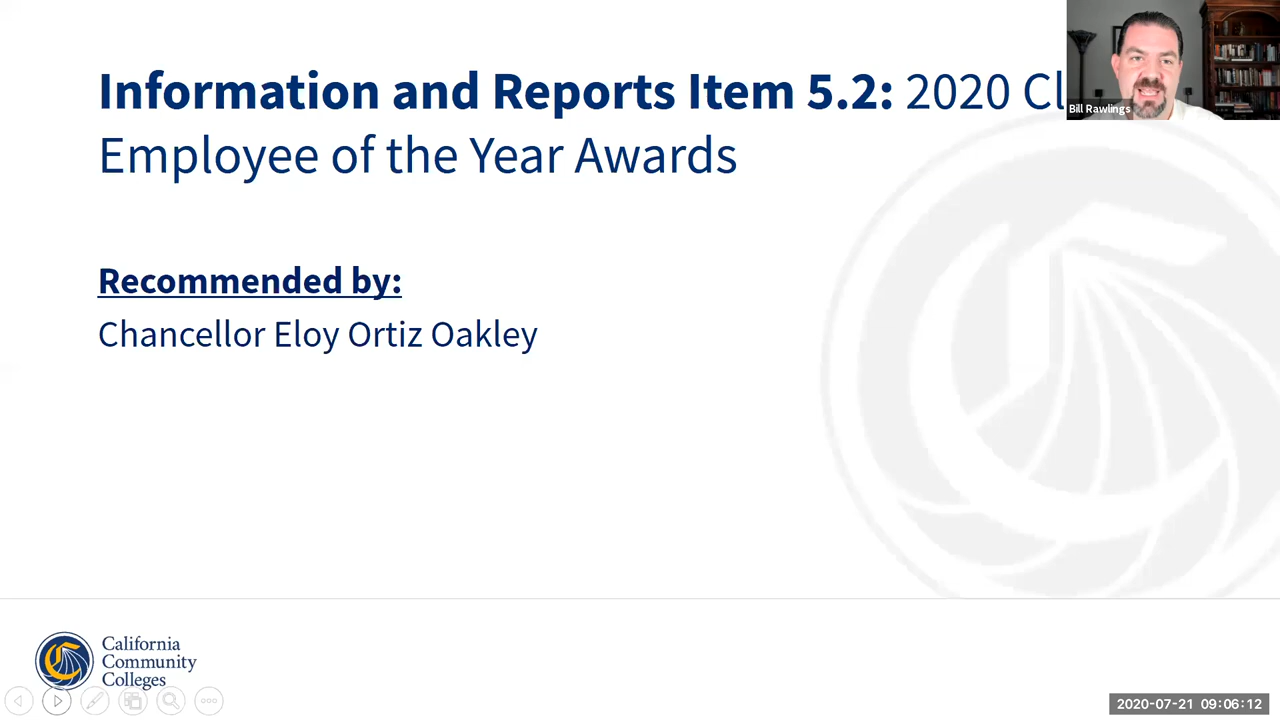 Information and Reports Item 5.2: 2020
Employee of the Year Awards
Bill Rawlings
Recommended by:
Chancellor Eloy Ortiz Oakley
California
Community
Colleges
2020-07-21 09:06:12